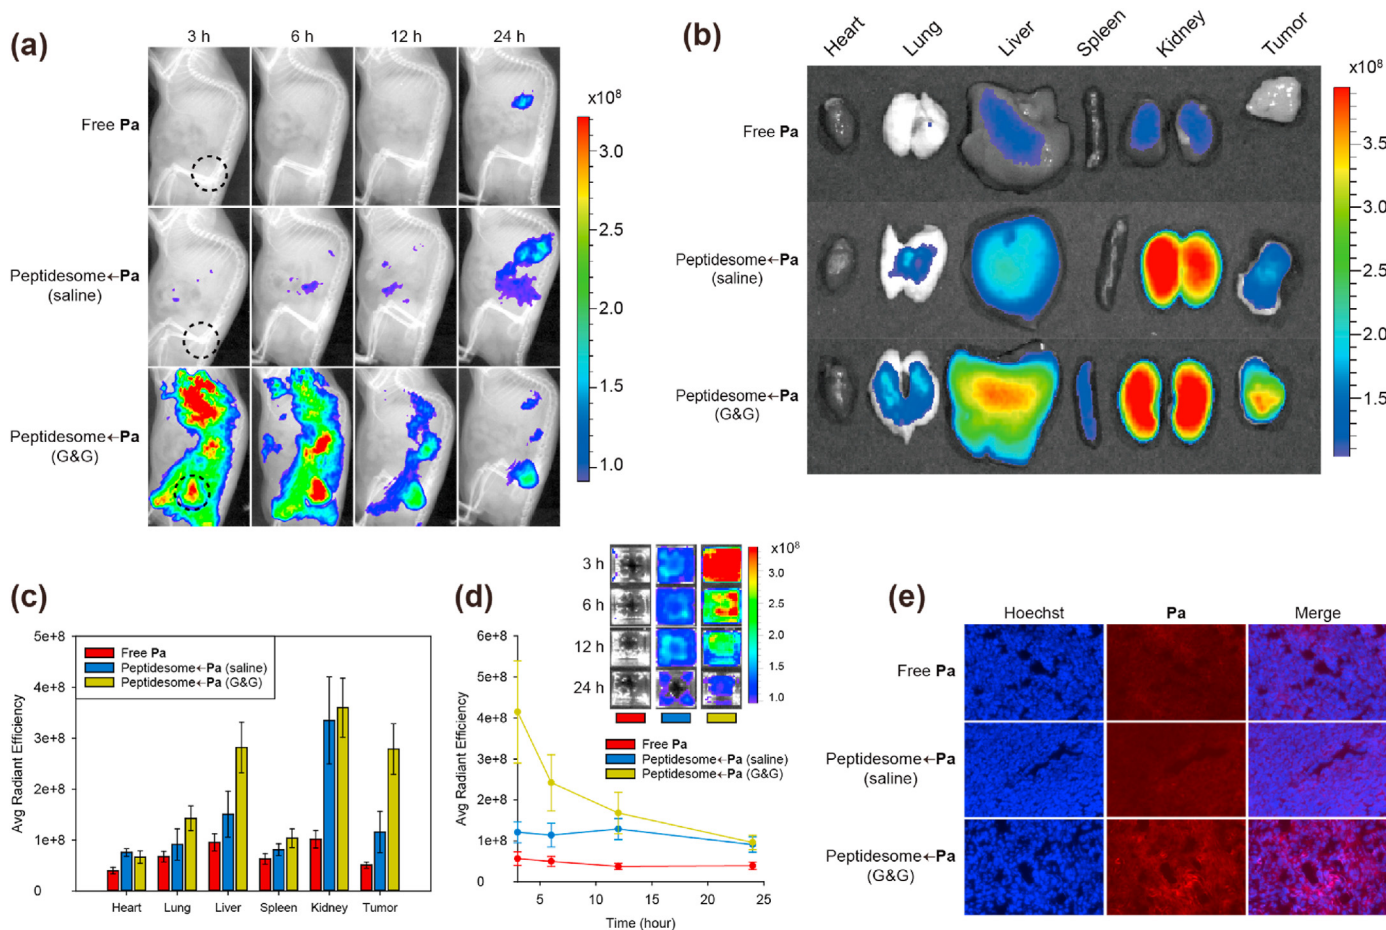 (a)
3 h 6 h 12 h 24 h
Free Pa
Peptidesome←Pa
(saline)
Peptidesome←Pa
(G&G)
x10⁸
3.0
2.5
2.0
1.5
1.0
(b)
Heart Lung Liver Spleen Kidney Tumor
Free Pa
Peptidesome←Pa
(saline)
Peptidesome←Pa
(G&G)
x10⁸
3.5
3.0
2.5
2.0
1.5
(c)
Avg Radiant Efficiency
5e+8
4e+8
3e+8
2e+8
1e+8
0
Free Pa
Peptidesome←Pa (saline)
Peptidesome←Pa (G&G)
Heart Lung Liver Spleen Kidney Tumor
(d)
3 h
6 h
12 h
24 h
x10⁸
4.0
3.0
2.0
1.0
Avg Radiant Efficiency
6e+8
5e+8
4e+8
3e+8
2e+8
1e+8
0
Free Pa
Peptidesome←Pa (saline)
Peptidesome←Pa (G&G)
5 10 15 20 25
Time (hour)
(e)
Hoechst Pa Merge
Free Pa
Peptidesome←Pa
(saline)
Peptidesome←Pa
(G&G)